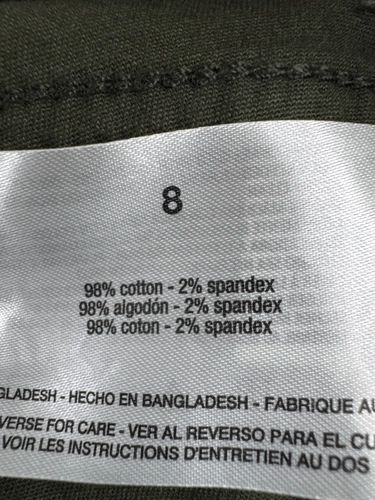 8
98% cotton - 2% spandex
98% algodón - 2% spandex
98% coton - 2% spandex
GLADESH - HECHO EN BANGLADESH - FABRIQUE AU
VERSE FOR CARE - VER AL REVERSO PARA EL CU
VOIR LES INSTRUCTIONS D'ENTRETIEN AU DOS